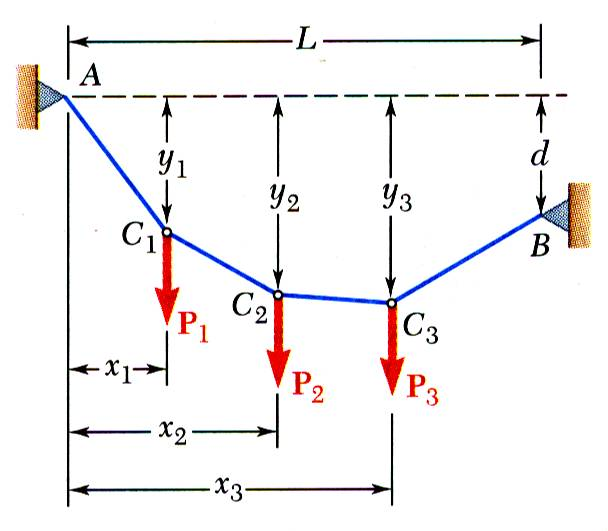 L
A
y₁
y₂
y₃
d
C₁
B
C₂
C₃
P₁
x₁
P₂
P₃
x₂
x₃